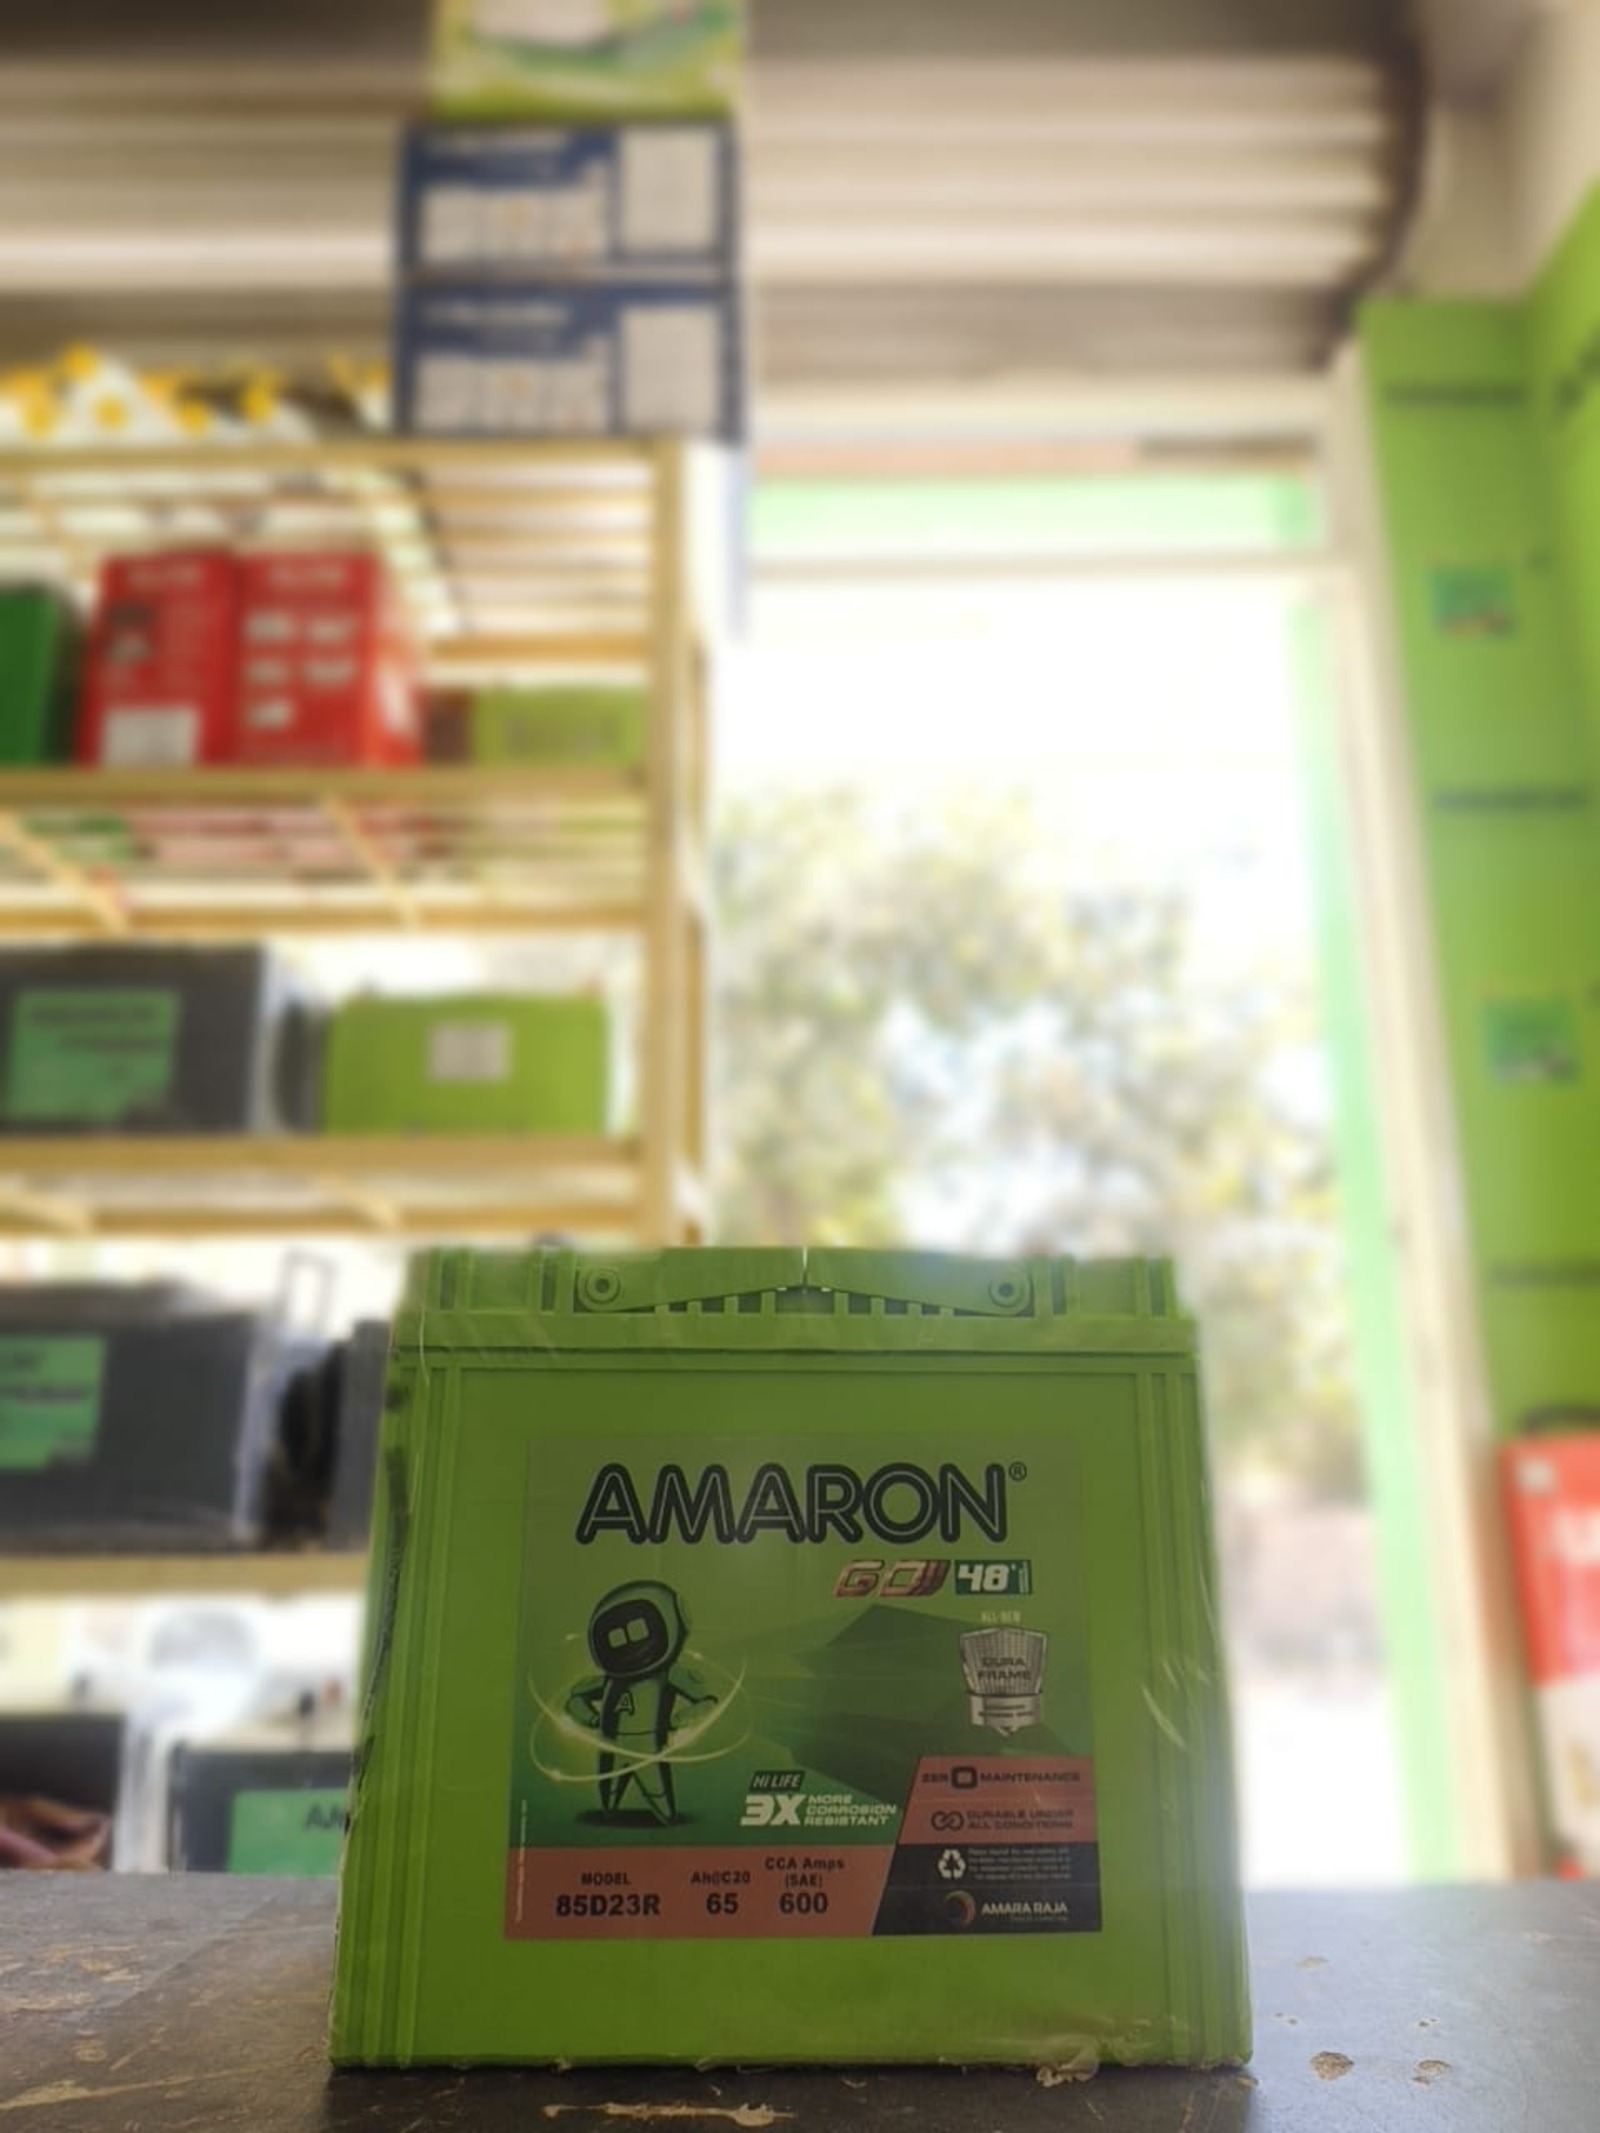 AMARON®
GO 48
ALL-NEW
DURA
FRAME
A
HI LIFE
3X MORE
CORROSION
RESISTANT
ZERO MAINTENANCE
DURABLE UNDER
ALL CONDITIONS
MODEL
85D23R
Ah@C20
65
CCA Amps
(SAE)
600
AMARA RAJA